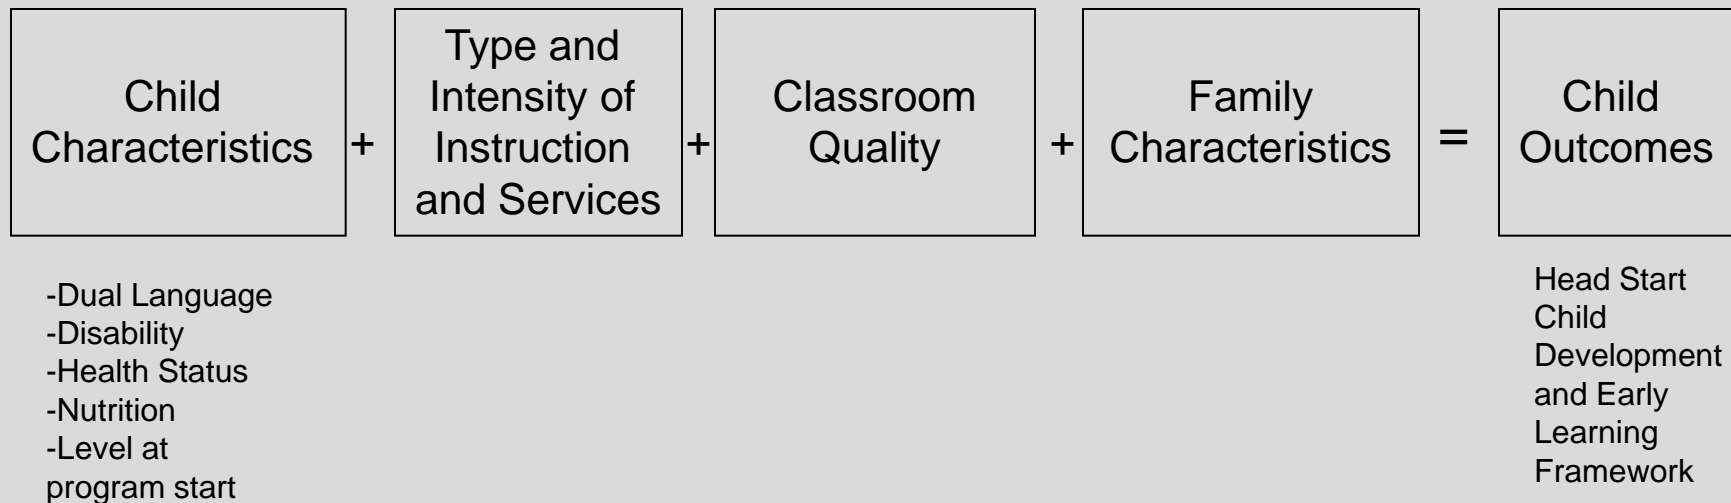 Child
Characteristics
+
Type and
Intensity of
Instruction
and Services
+
Classroom
Quality
+
Family
Characteristics
=
Child
Outcomes
-Dual Language
-Disability
-Health Status
-Nutrition
-Level at
program start
Head Start
Child
Development
and Early
Learning
Framework